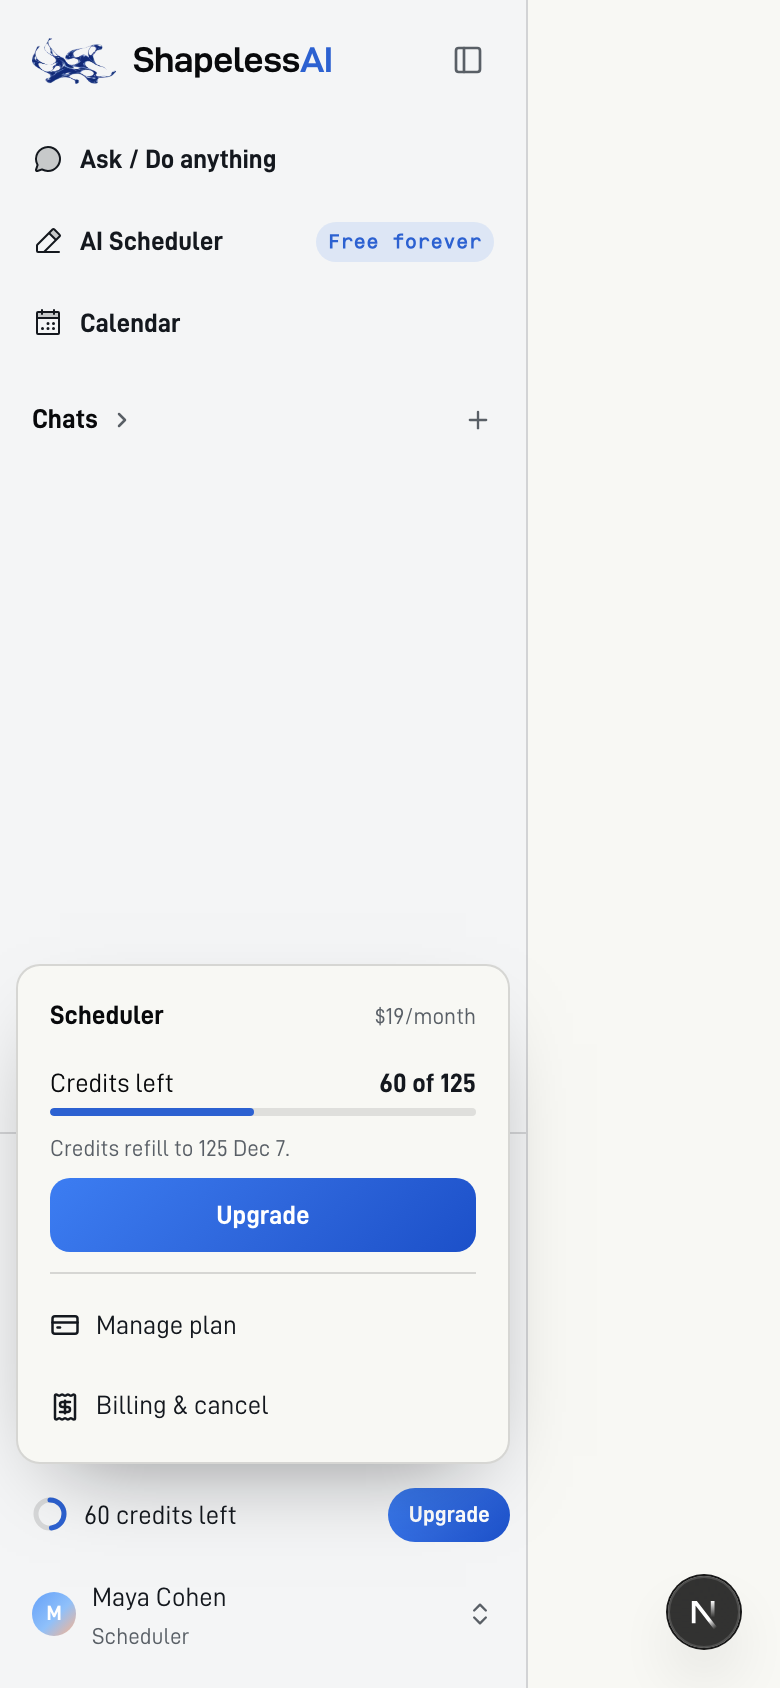 ShapelessAI
Ask / Do anything
AI Scheduler
Free forever
Calendar
Chats
Scheduler
$19/month
Credits left
60 of 125
Credits refill to 125 Dec 7.
Upgrade
Manage plan
Billing & cancel
60 credits left
Upgrade
M
Maya Cohen
Scheduler
N